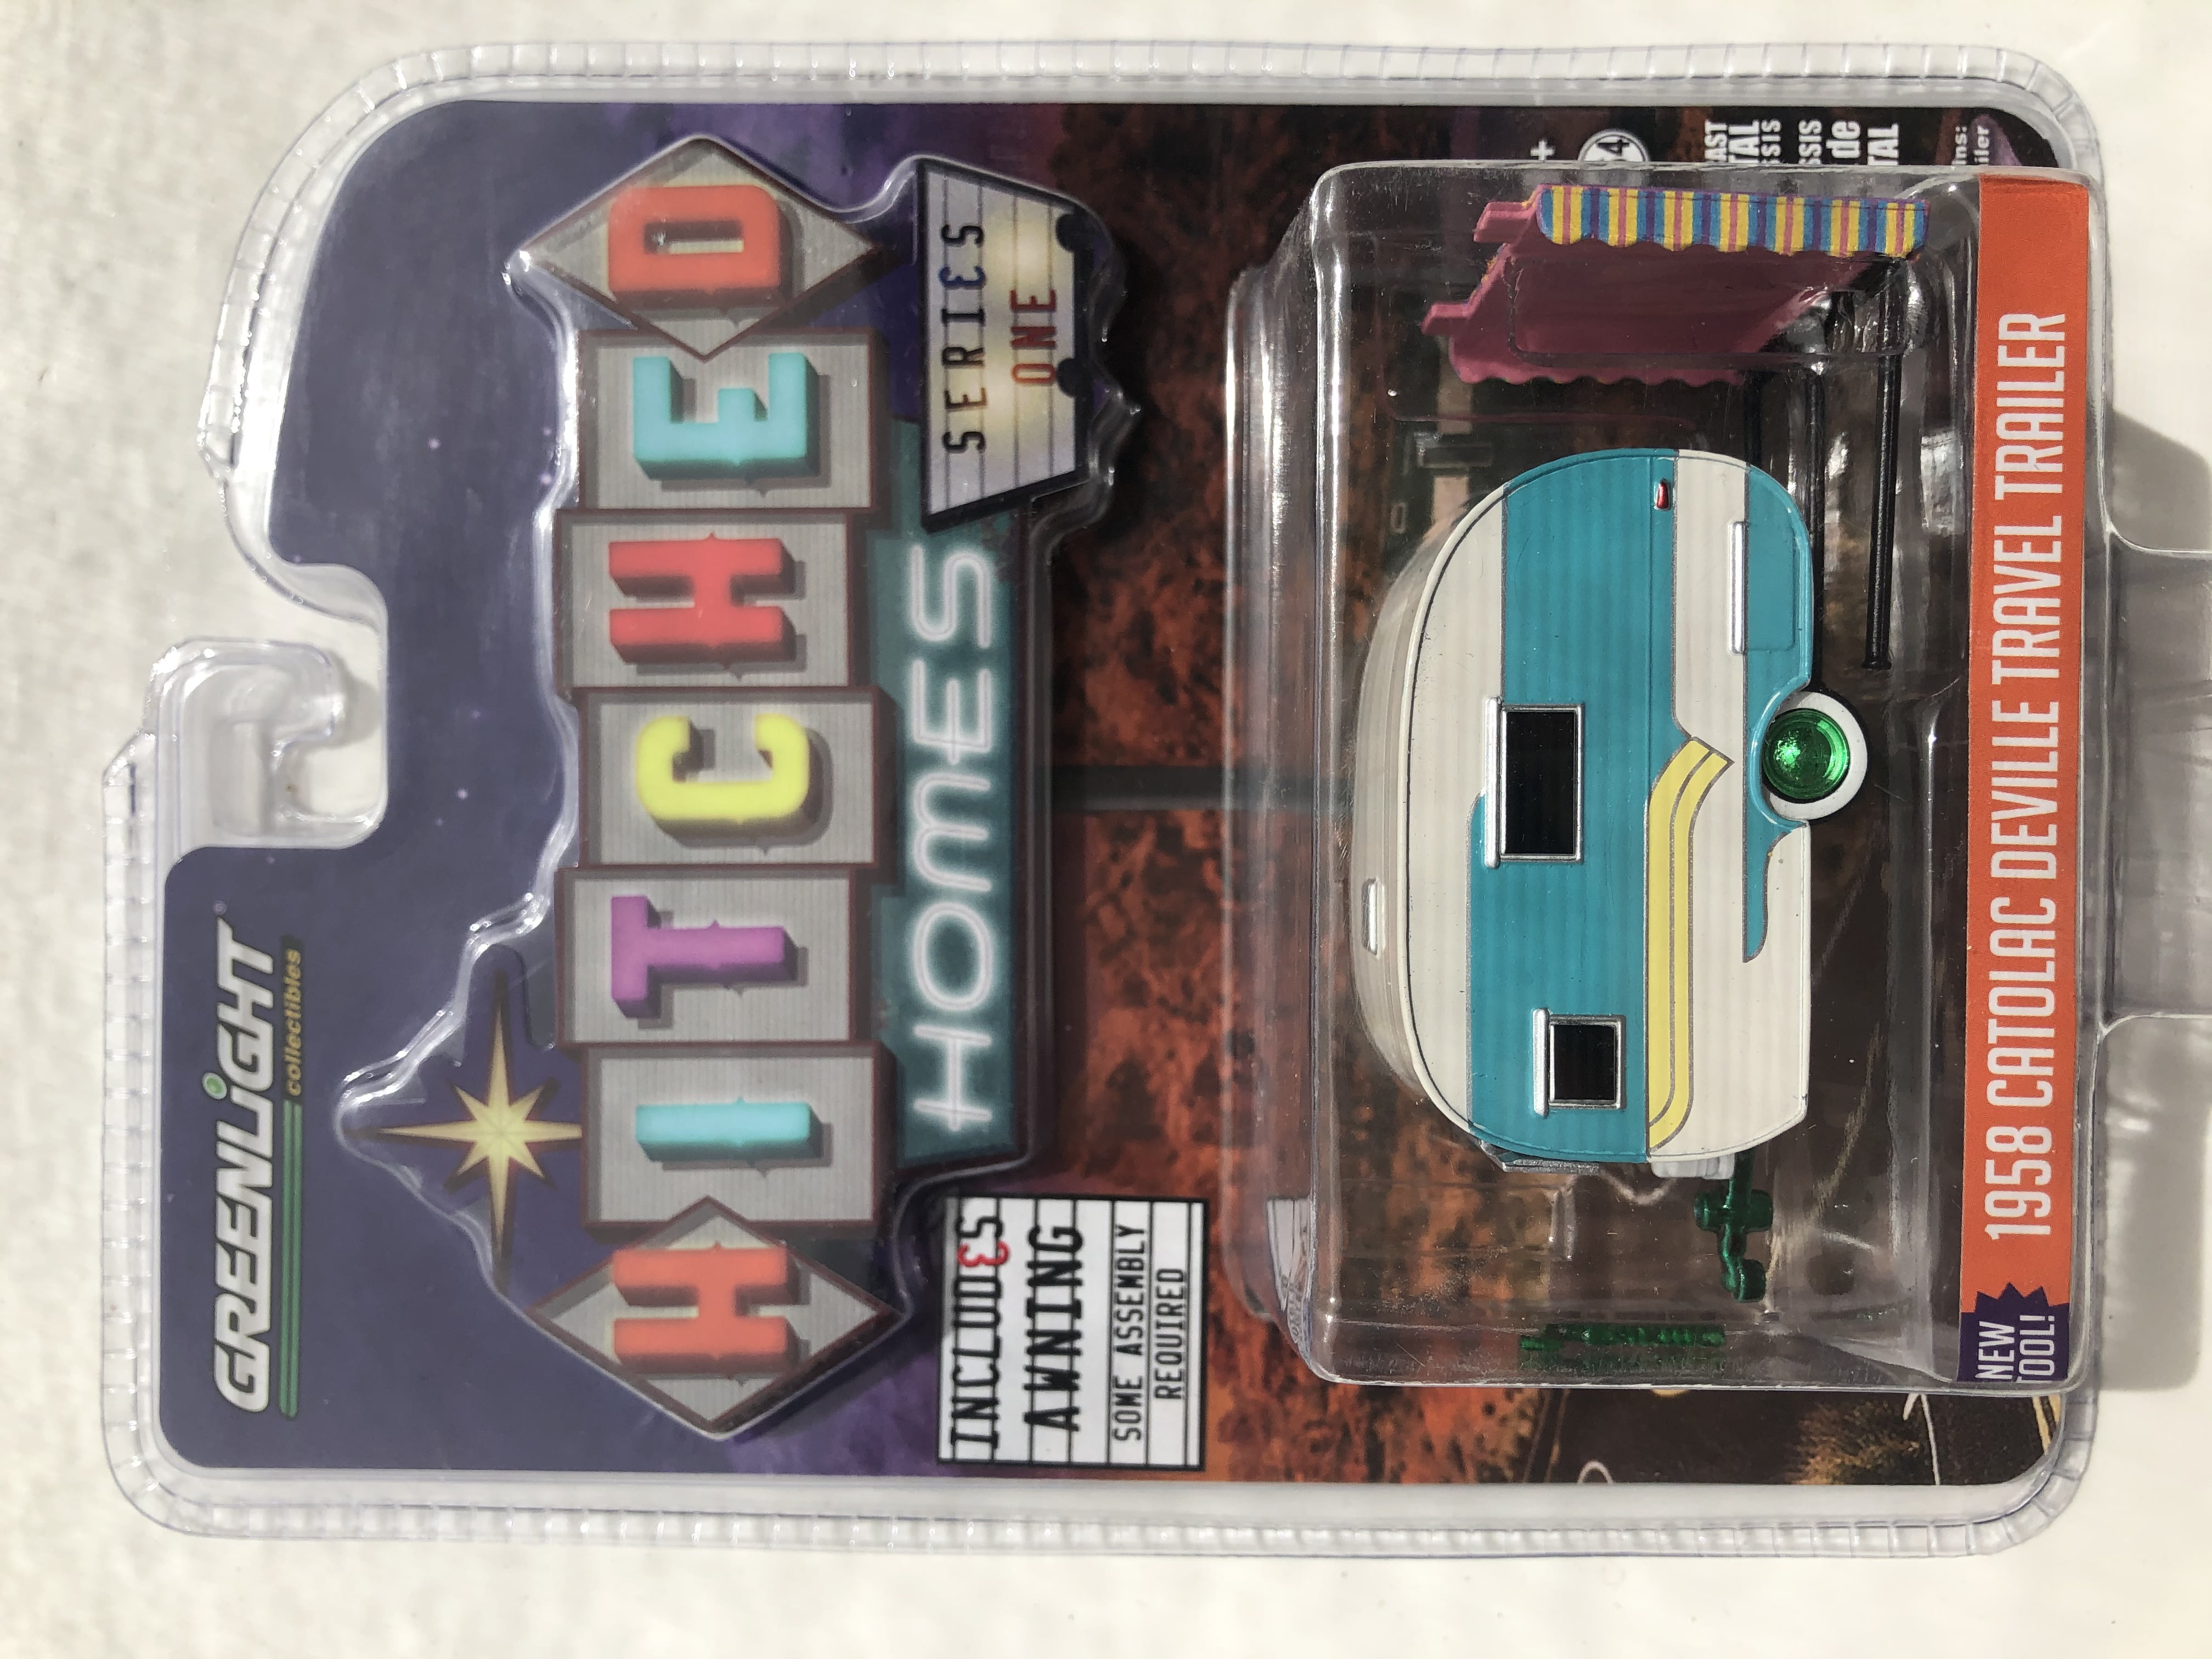 GREENLiGHT
collectibles
HITCHED
HOMES
SERIES
ONE
INCLUDES
AWNING
SOME ASSEMBLY
REQUIRED
NEW
TOOL!
1958 CATOLAC DEVILLE TRAVEL TRAILER